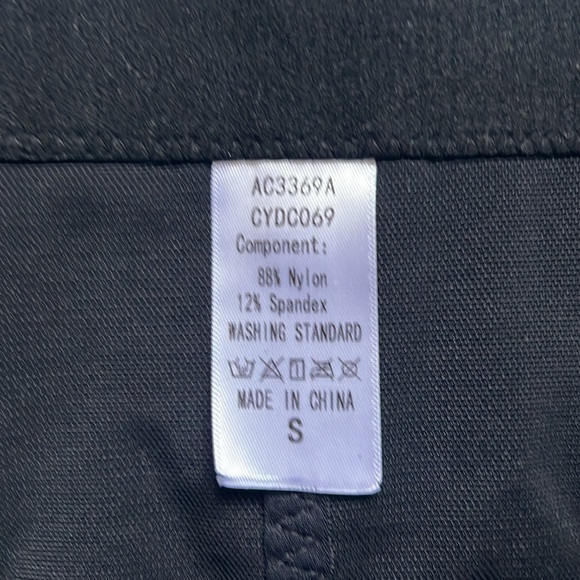 AC3369A
CYDC069
Component:
88% Nylon
12% Spandex
WASHING STANDARD
MADE IN CHINA
S